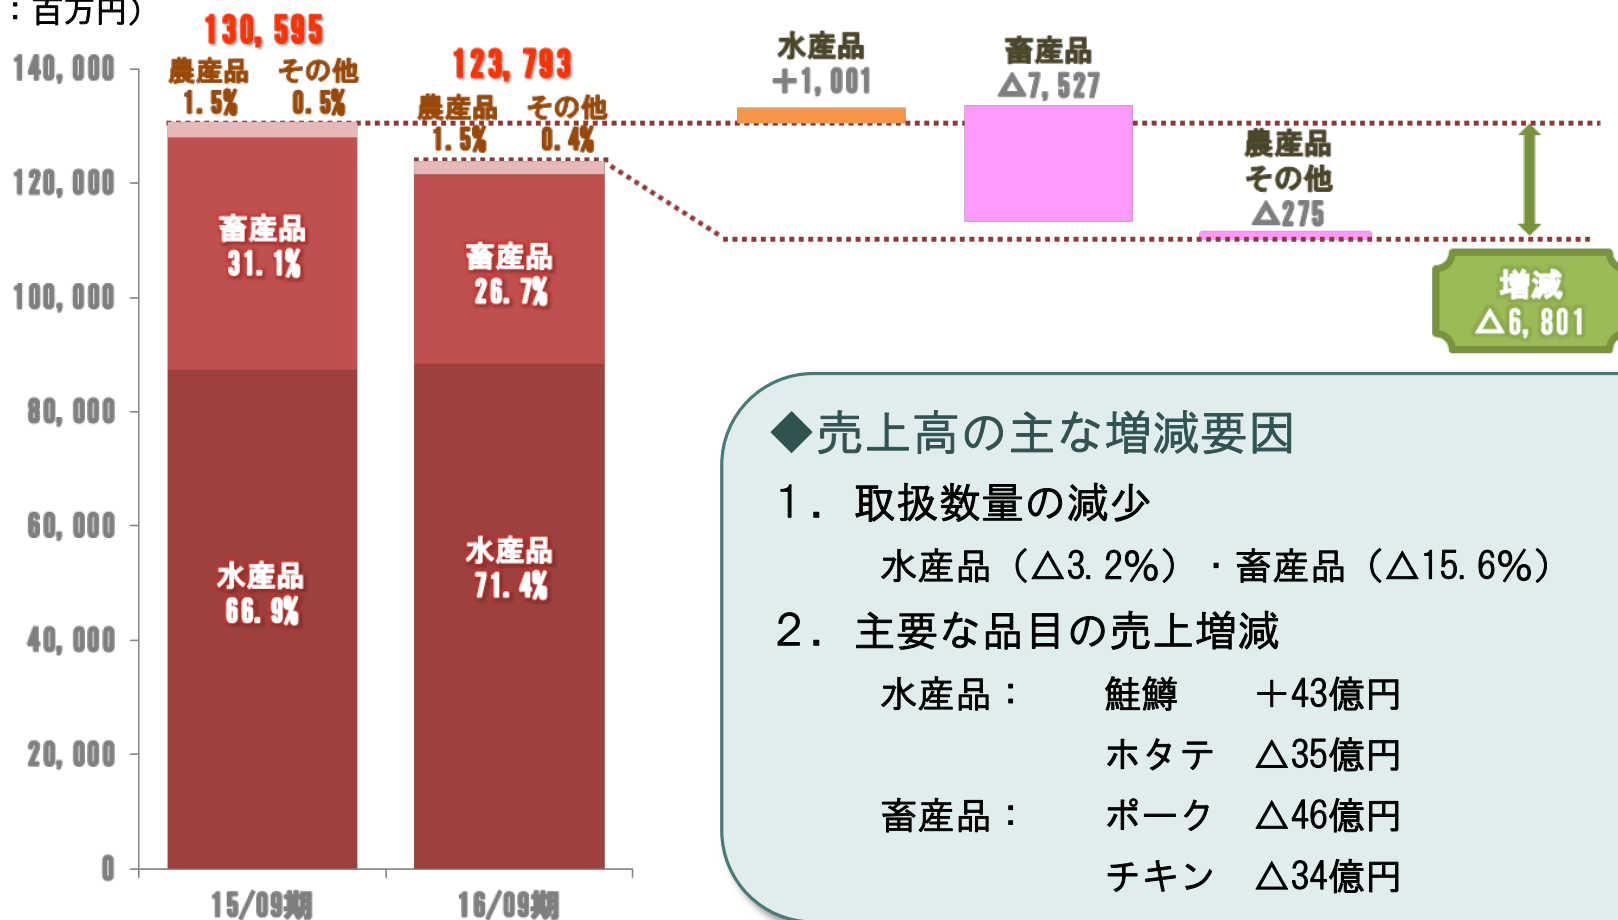 ：百万円）
130,595
農産品 その他
1.5% 0.5%
123,793
農産品 その他
1.5% 0.4%
140,000
120,000
100,000
80,000
60,000
40,000
20,000
0
畜産品
31.1%
水産品
66.9%
畜産品
26.7%
水産品
71.4%
15/09期
16/09期
水産品
＋1,001
畜産品
△7,527
農産品
その他
△275
増減
△6,801
◆売上高の主な増減要因
１．取扱数量の減少
水産品（△3.2％）・畜産品（△15.6％）
２．主要な品目の売上増減
水産品： 鮭鱒 ＋43億円
ホタテ △35億円
畜産品： ポーク △46億円
チキン △34億円